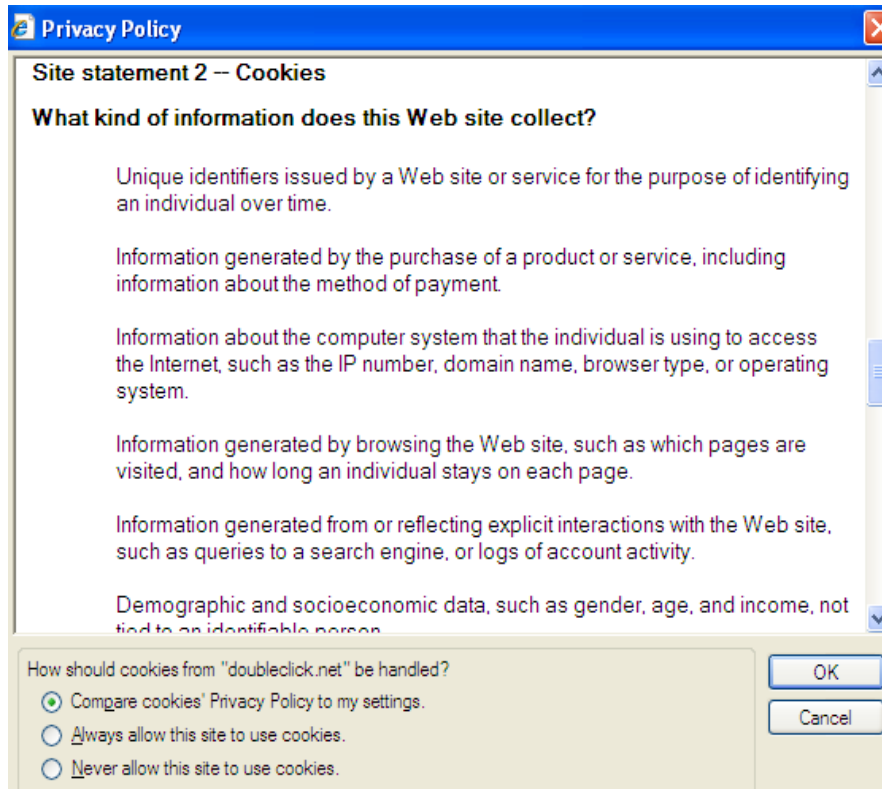 Privacy Policy
Site statement 2 -- Cookies
What kind of information does this Web site collect?
Unique identifiers issued by a Web site or service for the purpose of identifying
an individual over time.
Information generated by the purchase of a product or service, including
information about the method of payment.
Information about the computer system that the individual is using to access
the Internet, such as the IP number, domain name, browser type, or operating
system.
Information generated by browsing the Web site, such as which pages are
visited, and how long an individual stays on each page.
Information generated from or reflecting explicit interactions with the Web site,
such as queries to a search engine, or logs of account activity.
Demographic and socioeconomic data, such as gender, age, and income, not
tied to an identifiable person
How should cookies from "doubleclick.net" be handled?
Compare cookies' Privacy Policy to my settings.
Always allow this site to use cookies.
Never allow this site to use cookies.
OK
Cancel